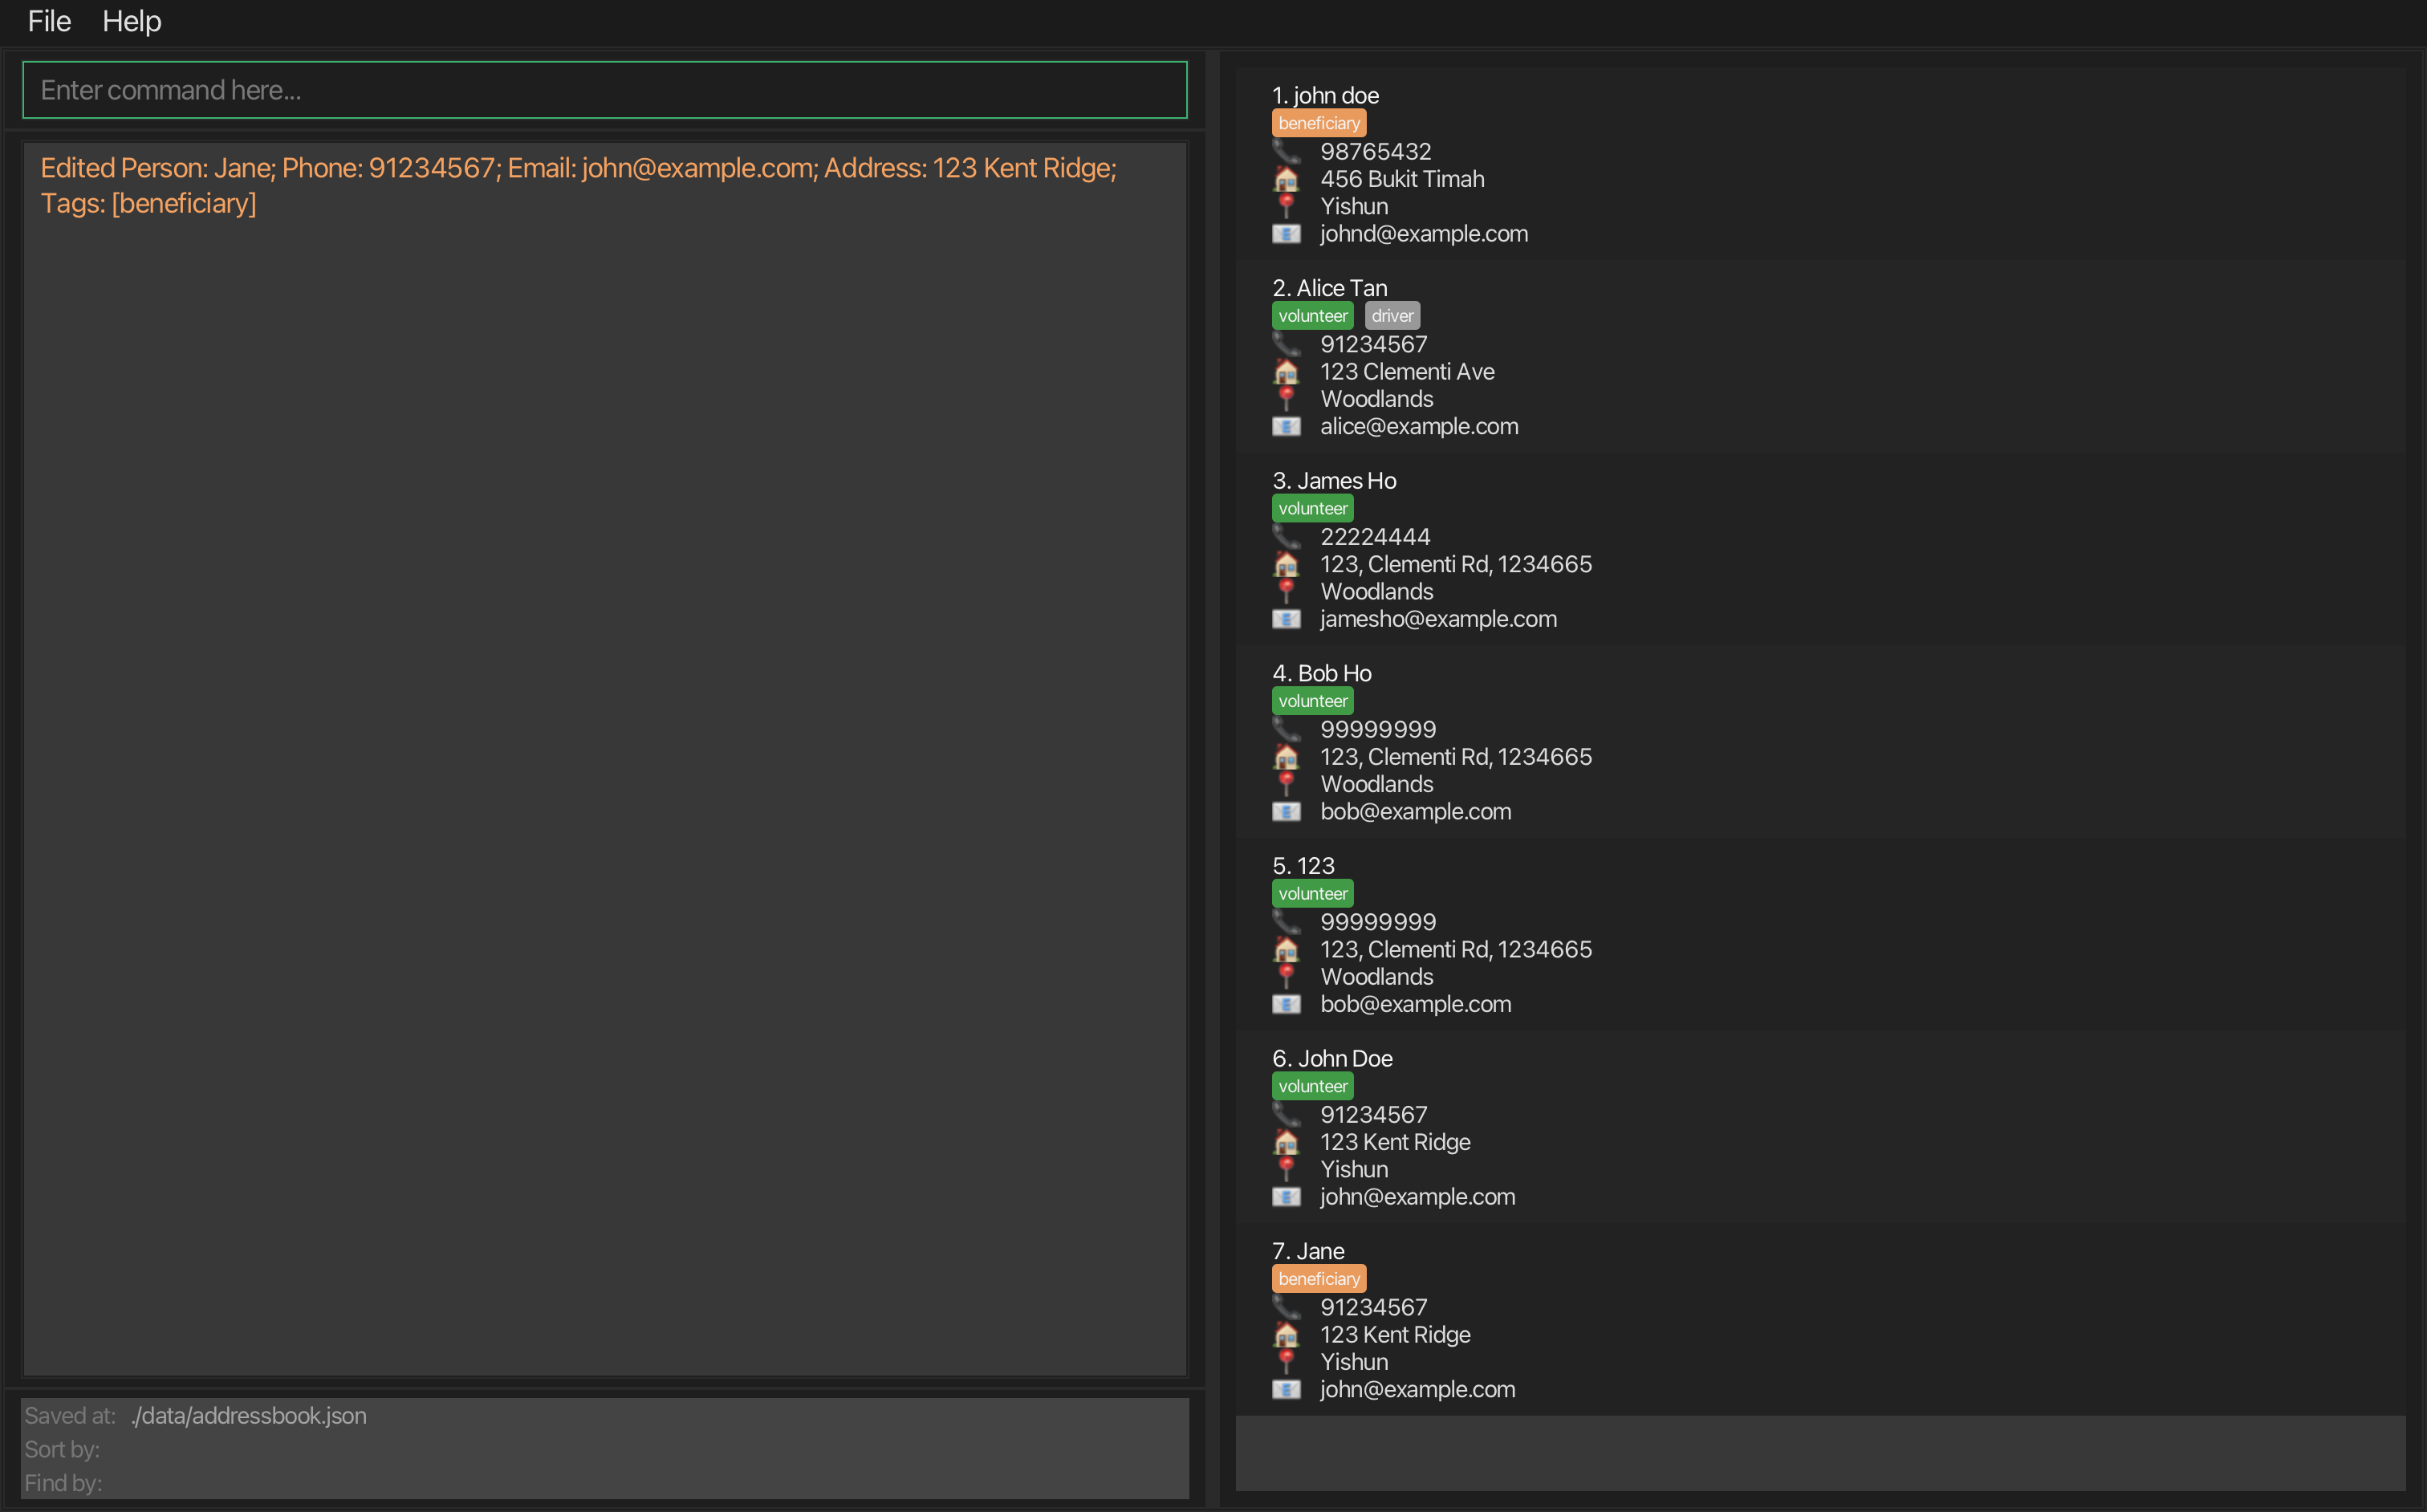 File Help
Enter command here...
Edited Person: Jane; Phone: 91234567; Email: john@example.com; Address: 123 Kent Ridge;
Tags: [beneficiary]
Saved at: ./data/addressbook.json
Sort by:
Find by:
1. john doe
beneficiary
98765432
456 Bukit Timah
Yishun
johnd@example.com
2. Alice Tan
volunteer driver
91234567
123 Clementi Ave
Woodlands
alice@example.com
3. James Ho
volunteer
22224444
123, Clementi Rd, 1234665
Woodlands
jamesho@example.com
4. Bob Ho
volunteer
99999999
123, Clementi Rd, 1234665
Woodlands
bob@example.com
5. 123
volunteer
99999999
123, Clementi Rd, 1234665
Woodlands
bob@example.com
6. John Doe
volunteer
91234567
123 Kent Ridge
Yishun
john@example.com
7. Jane
beneficiary
91234567
123 Kent Ridge
Yishun
john@example.com